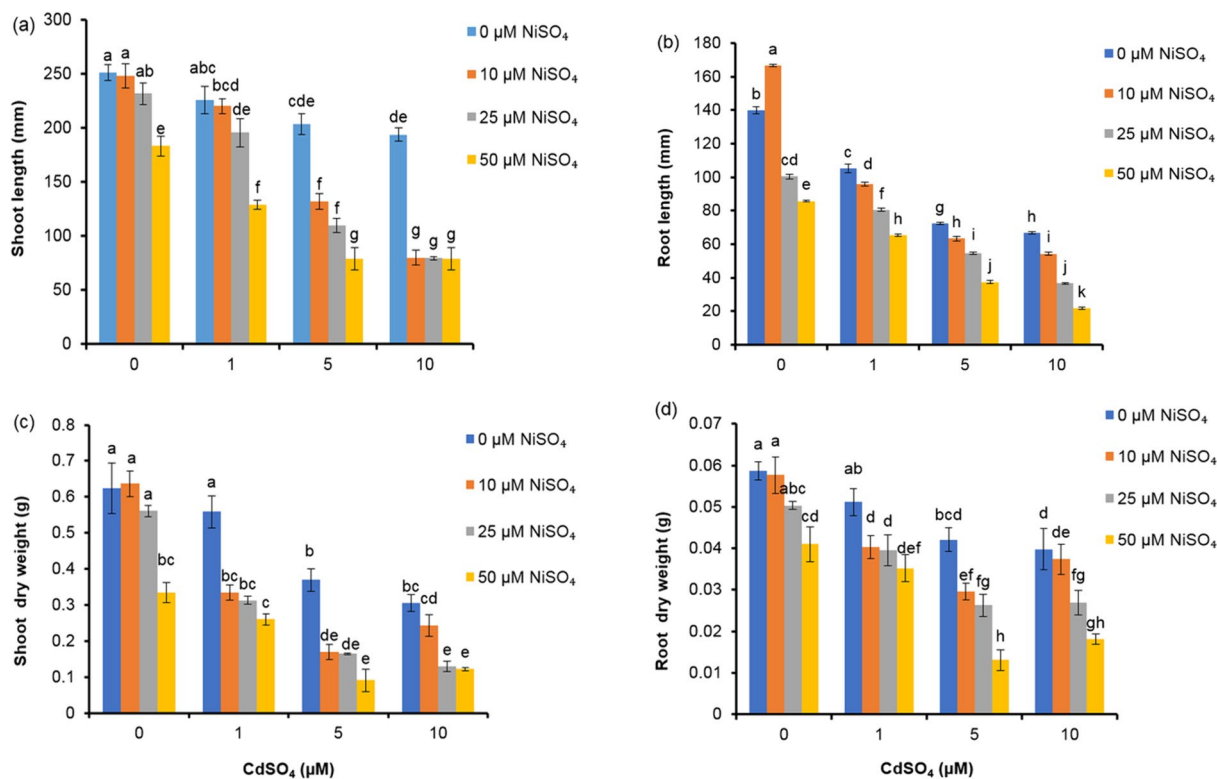 (a)
300
250
200
150
100
50
0
Shoot length (mm)
a a ab e
abc bcd de f
cde f f g
de g g g
0 1 5 10
0 µM NiSO₄
10 µM NiSO₄
25 µM NiSO₄
50 µM NiSO₄
(b)
180
160
140
120
100
80
60
40
20
0
Root length (mm)
b a cd e
c d f h
g h i j
h i j k
0 1 5 10
0 µM NiSO₄
10 µM NiSO₄
25 µM NiSO₄
50 µM NiSO₄
(c)
0.8
0.7
0.6
0.5
0.4
0.3
0.2
0.1
0
Shoot dry weight (g)
a a a bc
a bc bc c
b de de e
bc cd e e
0 1 5 10
CdSO₄ (µM)
0 µM NiSO₄
10 µM NiSO₄
25 µM NiSO₄
50 µM NiSO₄
(d)
0.07
0.06
0.05
0.04
0.03
0.02
0.01
0
Root dry weight (g)
a a abc cd
ab d d def
bcd ef fg h
d de fg gh
0 1 5 10
CdSO₄ (µM)
0 µM NiSO₄
10 µM NiSO₄
25 µM NiSO₄
50 µM NiSO₄